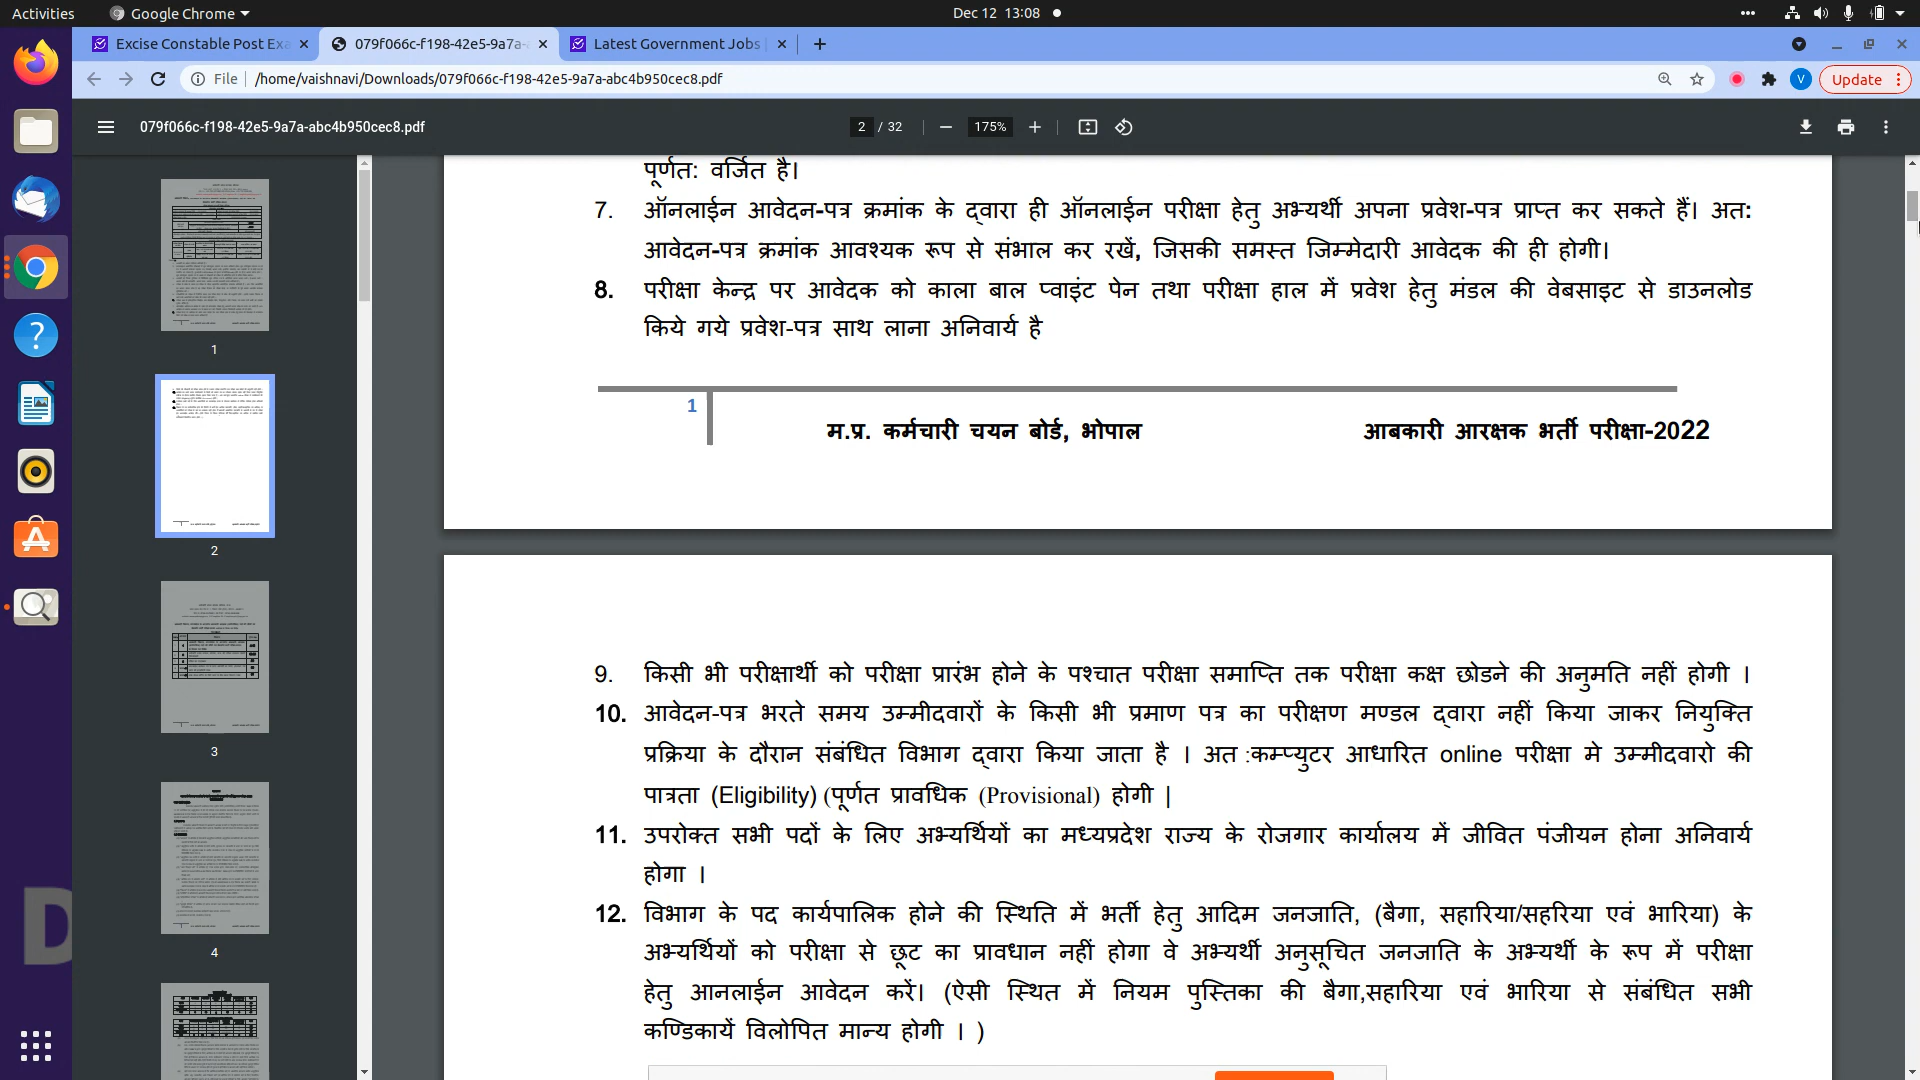 Activities
Google Chrome
Dec 12 13:08
Excise Constable Post Exa
079f066c-f198-42e5-9a7a-
Latest Government Jobs
File
/home/vaishnavi/Downloads/079f066c-f198-42e5-9a7a-abc4b950cec8.pdf
V
Update
079f066c-f198-42e5-9a7a-abc4b950cec8.pdf
2 / 32
175%
पूर्णत: वर्जित है।
7. ऑनलाईन आवेदन-पत्र क्रमांक के द्वारा ही ऑनलाईन परीक्षा हेतु अभ्यर्थी अपना प्रवेश-पत्र प्राप्त कर सकते हैं। अत:
आवेदन-पत्र क्रमांक आवश्यक रूप से संभाल कर रखें, जिसकी समस्त जिम्मेदारी आवेदक की ही होगी।
8. परीक्षा केन्द्र पर आवेदक को काला बाल प्वाइंट पेन तथा परीक्षा हाल में प्रवेश हेतु मंडल की वेबसाइट से डाउनलोड
किये गये प्रवेश-पत्र साथ लाना अनिवार्य है
1
म.प्र. कर्मचारी चयन बोर्ड, भोपाल
आबकारी आरक्षक भर्ती परीक्षा-2022
9. किसी भी परीक्षार्थी को परीक्षा प्रारंभ होने के पश्चात परीक्षा समाप्ति तक परीक्षा कक्ष छोडने की अनुमति नहीं होगी ।
10. आवेदन-पत्र भरते समय उम्मीदवारों के किसी भी प्रमाण पत्र का परीक्षण मण्डल द्वारा नहीं किया जाकर नियुक्ति
प्रक्रिया के दौरान संबंधित विभाग द्वारा किया जाता है । अत :कम्प्युटर आधारित online परीक्षा मे उम्मीदवारो की
पात्रता (Eligibility) (पूर्णत प्रावधिक (Provisional) होगी |
11. उपरोक्त सभी पदों के लिए अभ्यर्थियों का मध्यप्रदेश राज्य के रोजगार कार्यालय में जीवित पंजीयन होना अनिवार्य
होगा ।
12. विभाग के पद कार्यपालिक होने की स्थिति में भर्ती हेतु आदिम जनजाति, (बैगा, सहारिया/सहरिया एवं भारिया) के
अभ्यर्थियों को परीक्षा से छूट का प्रावधान नहीं होगा वे अभ्यर्थी अनुसूचित जनजाति के अभ्यर्थी के रूप में परीक्षा
हेतु आनलाईन आवेदन करें। (ऐसी स्थित में नियम पुस्तिका की बैगा,सहारिया एवं भारिया से संबंधित सभी
कण्डिकायें विलोपित मान्य होगी । )
1
2
3
4